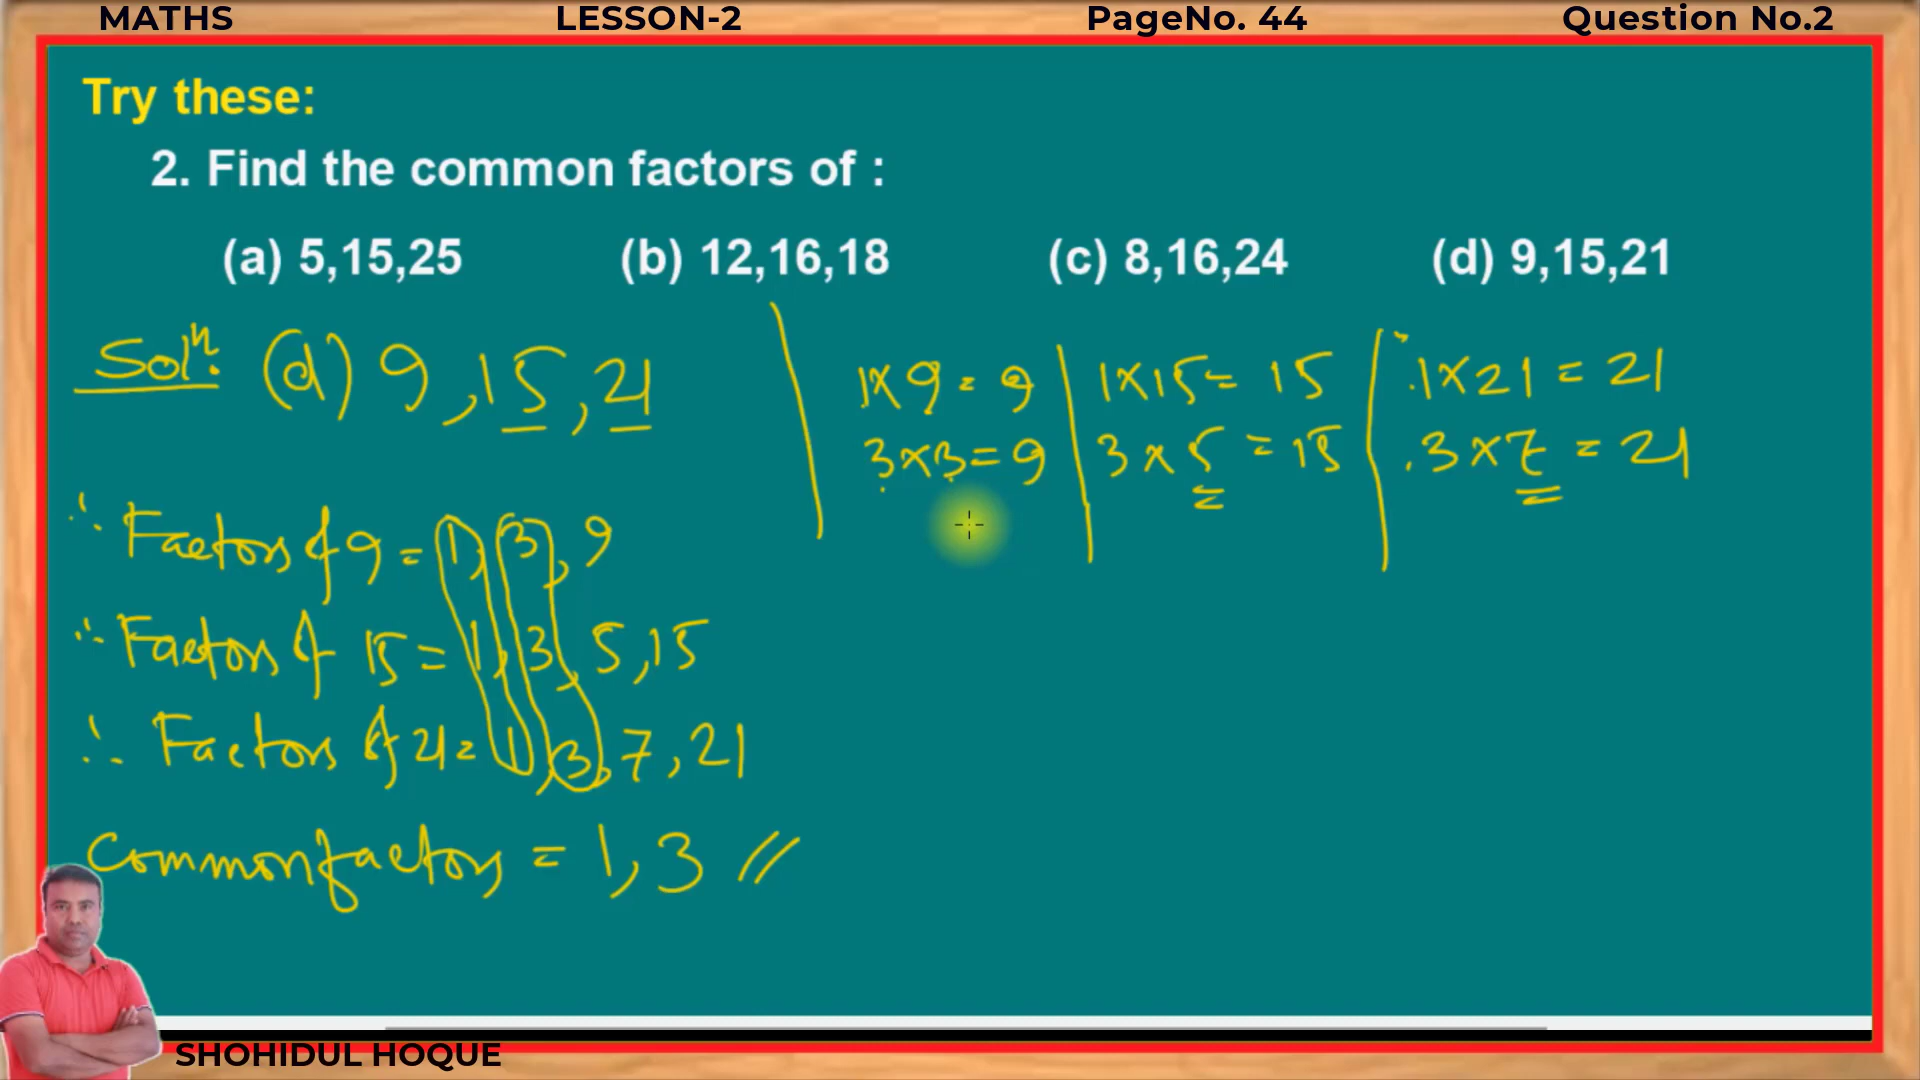 MATHS LESSON-2 PageNo. 44 Question No.2
Try these:
2. Find the common factors of :
(a) 5,15,25 (b) 12,16,18 (c) 8,16,24 (d) 9,15,21
Solⁿ: (d) 9,15,21
1×9=9 1×15=15 1×21=21
3×3=9 3×5=15 3×7=21
∴ Factors of 9 = 1, 3, 9
∴ Factors of 15 = 1, 3, 5,15
∴ Factors of 21 = 1, 3, 7,21
Common factors = 1, 3 //
SHOHIDUL HOQUE